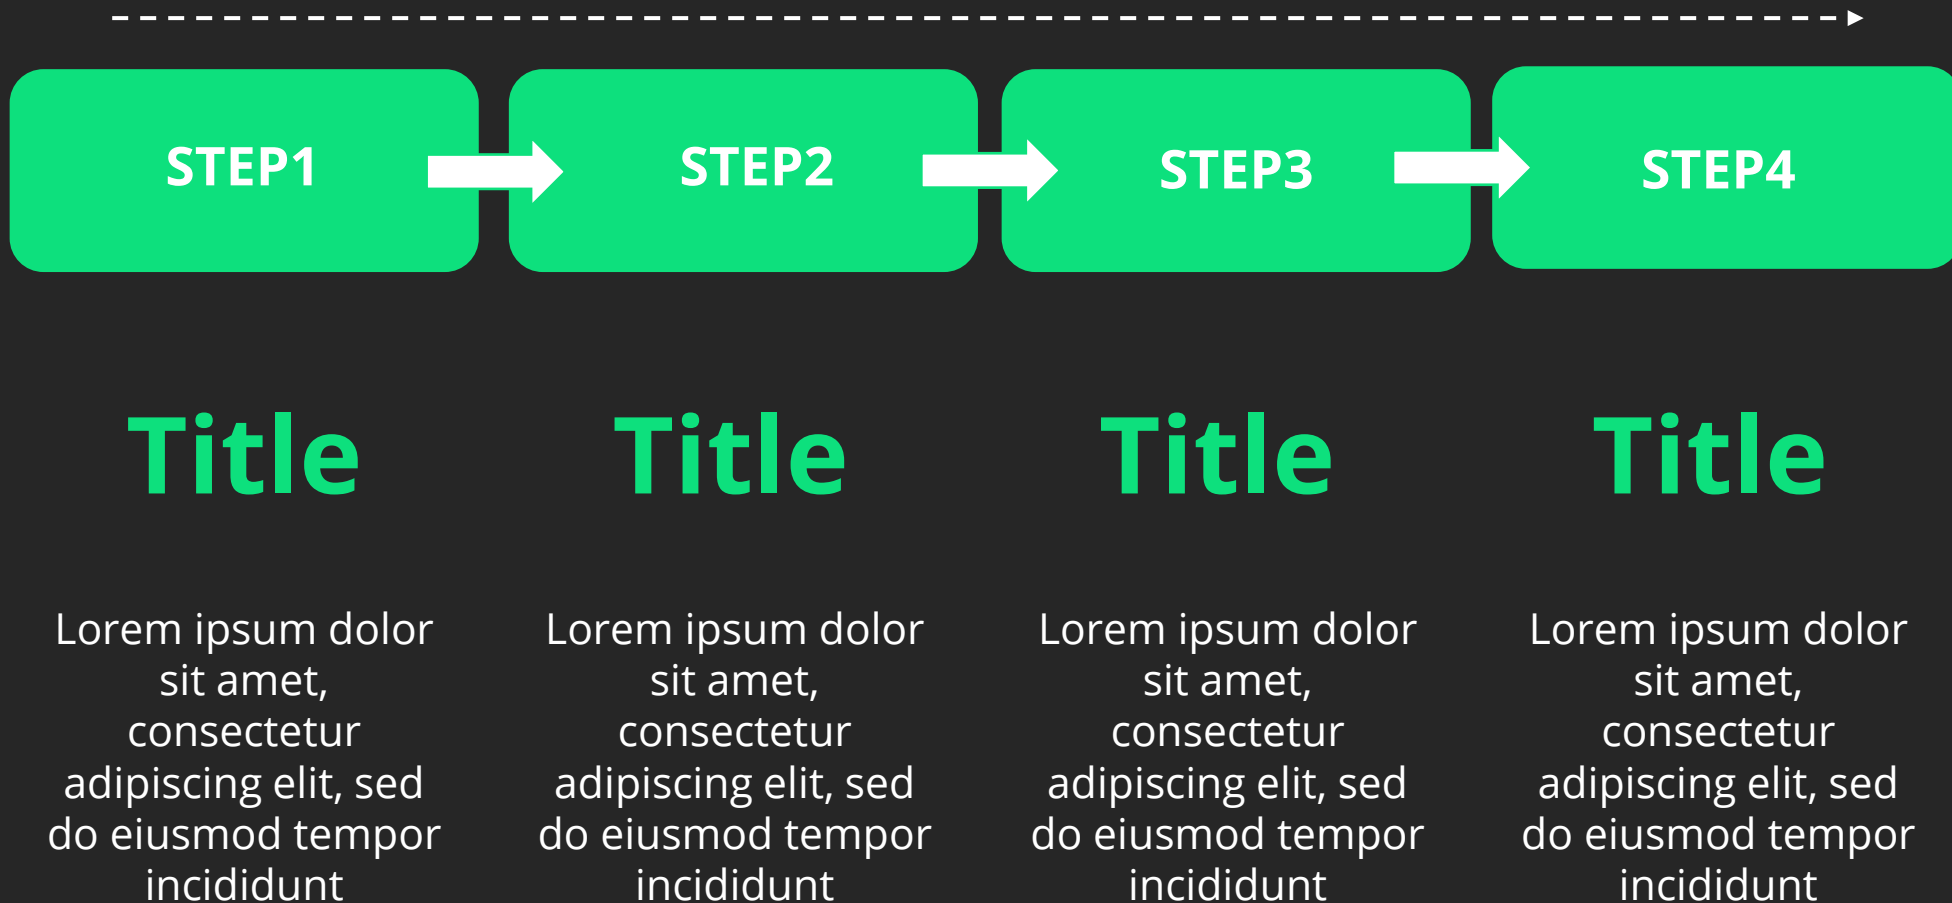 STEP1
STEP2
STEP3
STEP4
Title
Title
Title
Title
Lorem ipsum dolor
sit amet,
consectetur
adipiscing elit, sed
do eiusmod tempor
incididunt
Lorem ipsum dolor
sit amet,
consectetur
adipiscing elit, sed
do eiusmod tempor
incididunt
Lorem ipsum dolor
sit amet,
consectetur
adipiscing elit, sed
do eiusmod tempor
incididunt
Lorem ipsum dolor
sit amet,
consectetur
adipiscing elit, sed
do eiusmod tempor
incididunt